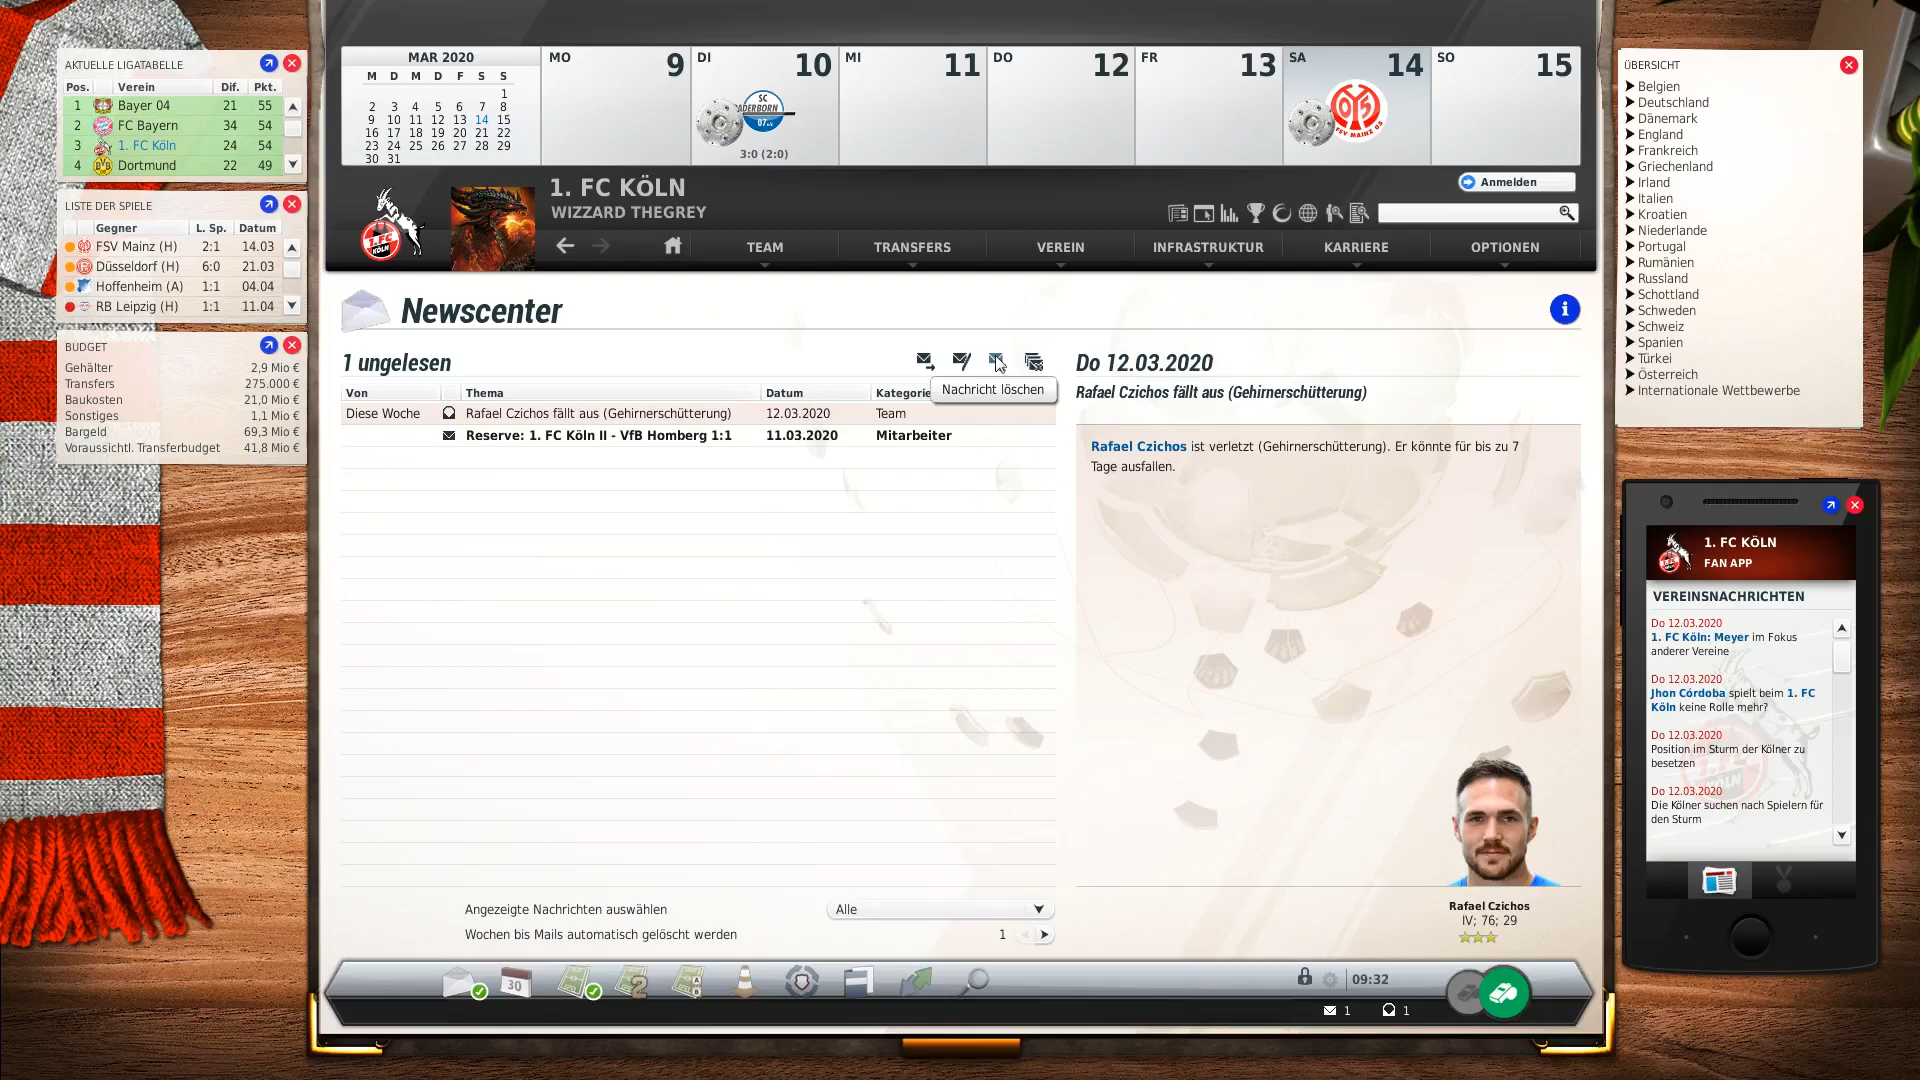 AKTUELLE LIGATABELLE
Pos. Verein Dif. Pkt.
1 Bayer 04 21 55
2 FC Bayern 34 54
3 1. FC Köln 24 54
4 Dortmund 22 49
LISTE DER SPIELE
Gegner L. Sp. Datum
FSV Mainz (H) 2:1 14.03
Düsseldorf (H) 6:0 21.03
Hoffenheim (A) 1:1 04.04
RB Leipzig (H) 1:1 11.04
BUDGET
Gehälter 2,9 Mio €
Transfers 275.000 €
Baukosten 21,0 Mio €
Sonstiges 1,1 Mio €
Bargeld 69,3 Mio €
Voraussichtl. Transferbudget 41,8 Mio €
MAR 2020
M D M D F S S
1
2 3 4 5 6 7 8
9 10 11 12 13 14 15
16 17 18 19 20 21 22
23 24 25 26 27 28 29
30 31
MO 9
DI 10
SC
PADERBORN
07
3:0 (2:0)
MI 11
DO 12
FR 13
SA 14
FSV MAINZ 05
SO 15
1. FC KÖLN
WIZZARD THEGREY
1.FC
KÖLN
Anmelden
TEAM TRANSFERS VEREIN INFRASTRUKTUR KARRIERE OPTIONEN
Newscenter
i
1 ungelesen
Von Thema Datum Kategorie
Nachricht löschen
Diese Woche Rafael Czichos fällt aus (Gehirnerschütterung) 12.03.2020 Team
Reserve: 1. FC Köln II - VfB Homberg 1:1 11.03.2020 Mitarbeiter
Angezeigte Nachrichten auswählen Alle
Wochen bis Mails automatisch gelöscht werden 1
Do 12.03.2020
Rafael Czichos fällt aus (Gehirnerschütterung)
Rafael Czichos ist verletzt (Gehirnerschütterung). Er könnte für bis zu 7
Tage ausfallen.
Rafael Czichos
IV; 76; 29
30
2
09:32
1 1
ÜBERSICHT
Belgien
Deutschland
Dänemark
England
Frankreich
Griechenland
Irland
Italien
Kroatien
Niederlande
Portugal
Rumänien
Russland
Schottland
Schweden
Schweiz
Spanien
Türkei
Österreich
Internationale Wettbewerbe
1. FC KÖLN
FAN APP
VEREINSNACHRICHTEN
Do 12.03.2020
1. FC Köln: Meyer im Fokus
anderer Vereine
Do 12.03.2020
Jhon Córdoba spielt beim 1. FC
Köln keine Rolle mehr?
Do 12.03.2020
Position im Sturm der Kölner zu
besetzen
Do 12.03.2020
Die Kölner suchen nach Spielern für
den Sturm